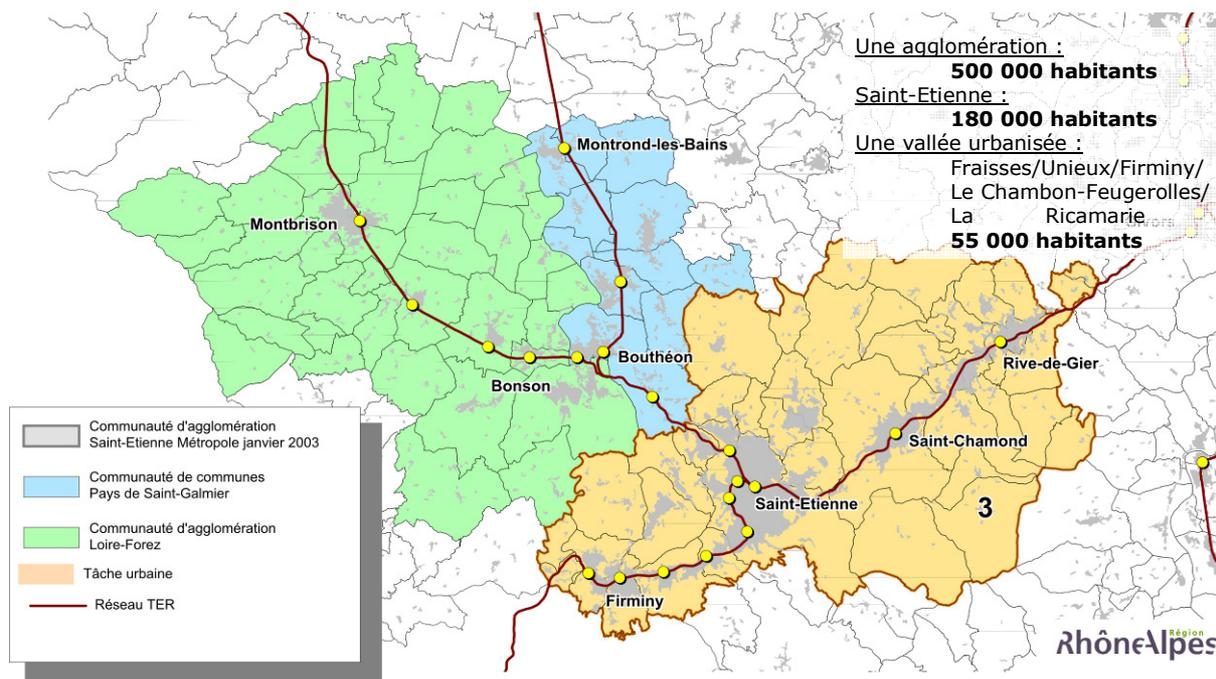 Une agglomération :
500 000 habitants
Saint-Etienne :
180 000 habitants
Une vallée urbanisée :
Fraisses/Unieux/Firminy/
Le Chambon-Feugerolles/
La Ricamarie
55 000 habitants
Montrond-les-Bains
Montbrison
Bouthéon
Rive-de-Gier
Bonson
Saint-Chamond
Saint-Etienne
3
Firminy
Communauté d'agglomération
Saint-Etienne Métropole janvier 2003
Communauté de communes
Pays de Saint-Galmier
Communauté d'agglomération
Loire-Forez
Tâche urbaine
Réseau TER
Région
RhôneAlpes